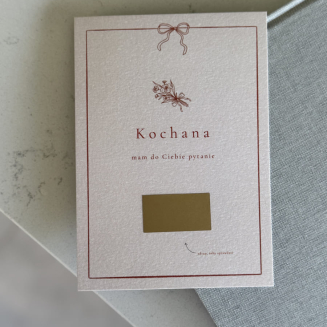 Kochana
mam do Ciebie pytanie